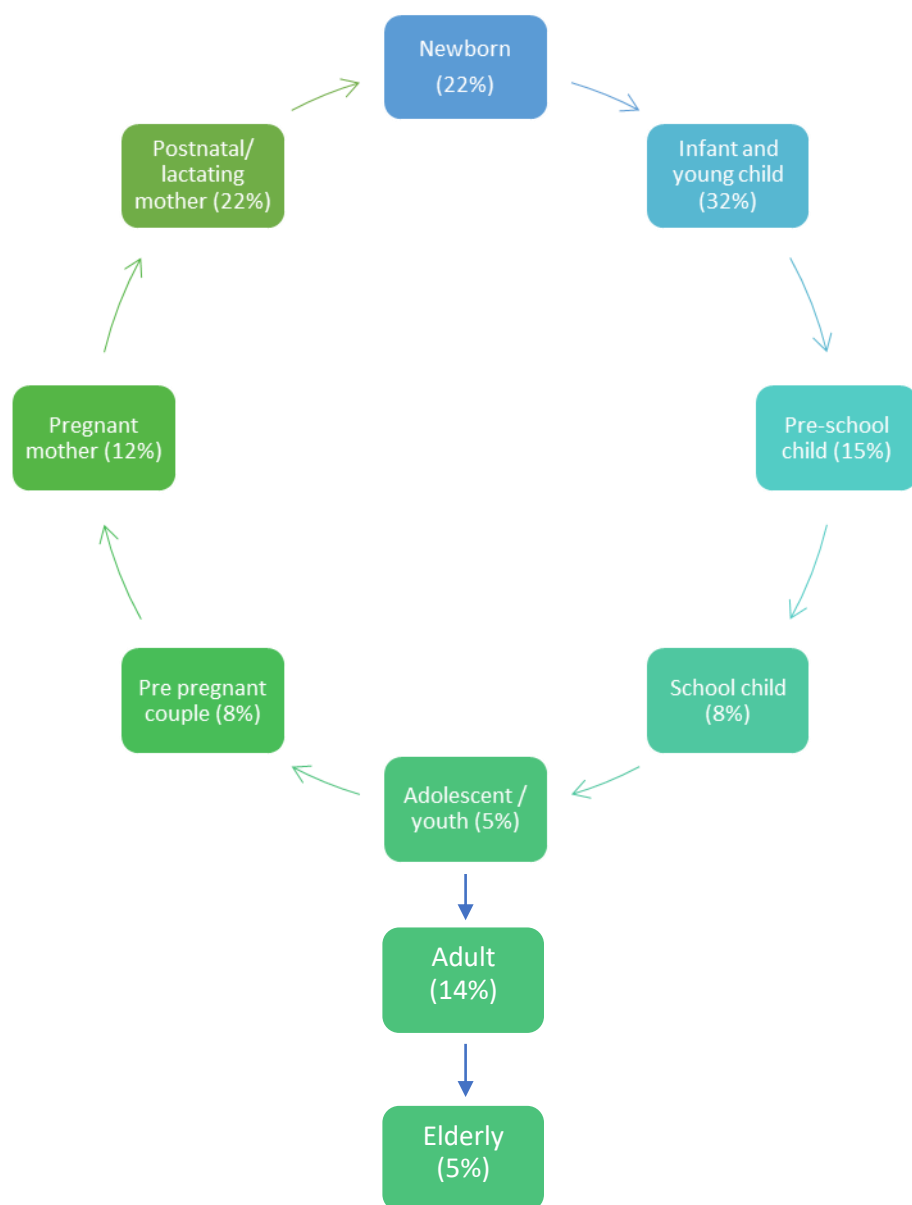 Newborn
(22%)
Infant and
young child
(32%)
Pre-school
child (15%)
School child
(8%)
Adolescent /
youth (5%)
Pre pregnant
couple (8%)
Pregnant
mother (12%)
Postnatal/
lactating
mother (22%)
Adult
(14%)
Elderly
(5%)